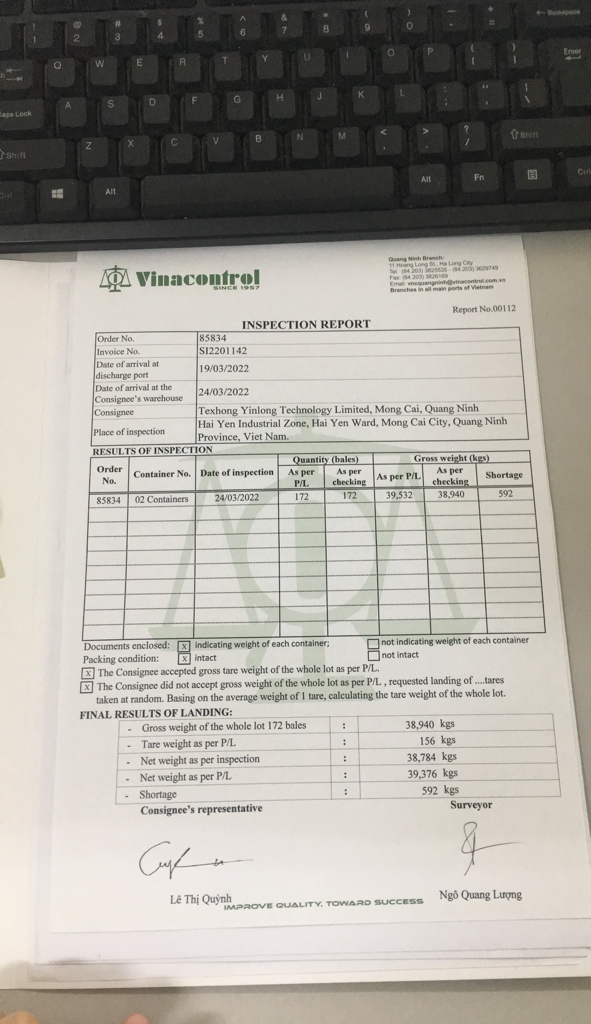 Vinacontrol
SINCE 1957
Quang Ninh Branch:
11 Hoang Long St., Ha Long City
Email: vncquangninh@vinacontrol.com.vn
Branches in all main ports of Vietnam
Report No.00112
INSPECTION REPORT
Order No. 85834
Invoice No. SI2201142
Date of arrival at discharge port 19/03/2022
Date of arrival at the Consignee's warehouse 24/03/2022
Consignee Texhong Yinlong Technology Limited, Mong Cai, Quang Ninh
Place of inspection Hai Yen Industrial Zone, Hai Yen Ward, Mong Cai City, Quang Ninh Province, Viet Nam.
RESULTS OF INSPECTION
Order No. Container No. Date of inspection Quantity (bales) Gross weight (kgs)
As per P/L As per checking As per P/L As per checking Shortage
85834 02 Containers 24/03/2022 172 172 39,532 38,940 592
Documents enclosed: x indicating weight of each container; not indicating weight of each container
Packing condition: x intact not intact
x The Consignee accepted gross tare weight of the whole lot as per P/L.
x The Consignee did not accept gross weight of the whole lot as per P/L , requested landing of ....tares
taken at random. Basing on the average weight of 1 tare, calculating the tare weight of the whole lot.
FINAL RESULTS OF LANDING:
- Gross weight of the whole lot 172 bales : 38,940 kgs
- Tare weight as per P/L : 156 kgs
- Net weight as per inspection : 38,784 kgs
- Net weight as per P/L : 39,376 kgs
- Shortage : 592 kgs
Consignee's representative Surveyor
Lê Thị Quỳnh Ngô Quang Lượng
IMPROVE QUALITY, TOWARD SUCCESS